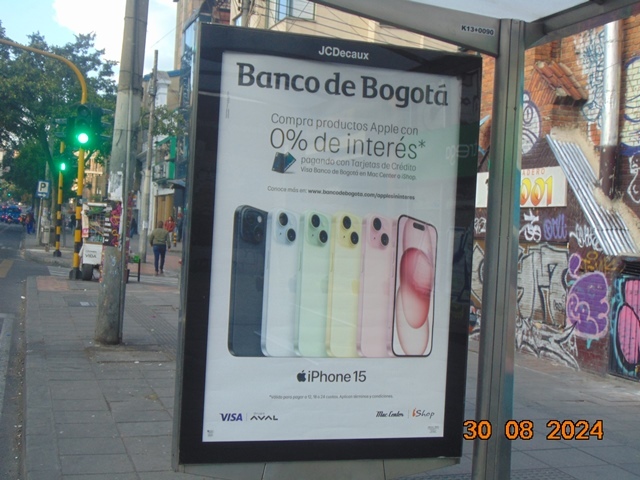 K13+0090
JCDecaux
Banco de Bogotá
Compra productos Apple con
0% de interés*
pagando con Tarjetas de Crédito
Visa Banco de Bogotá en Mac Center e iShop.
Conoce más en: www.bancodebogota.com/appleсinintereses
iPhone 15
VISA
AVAL
Mac Center
iShop
30 08 2024